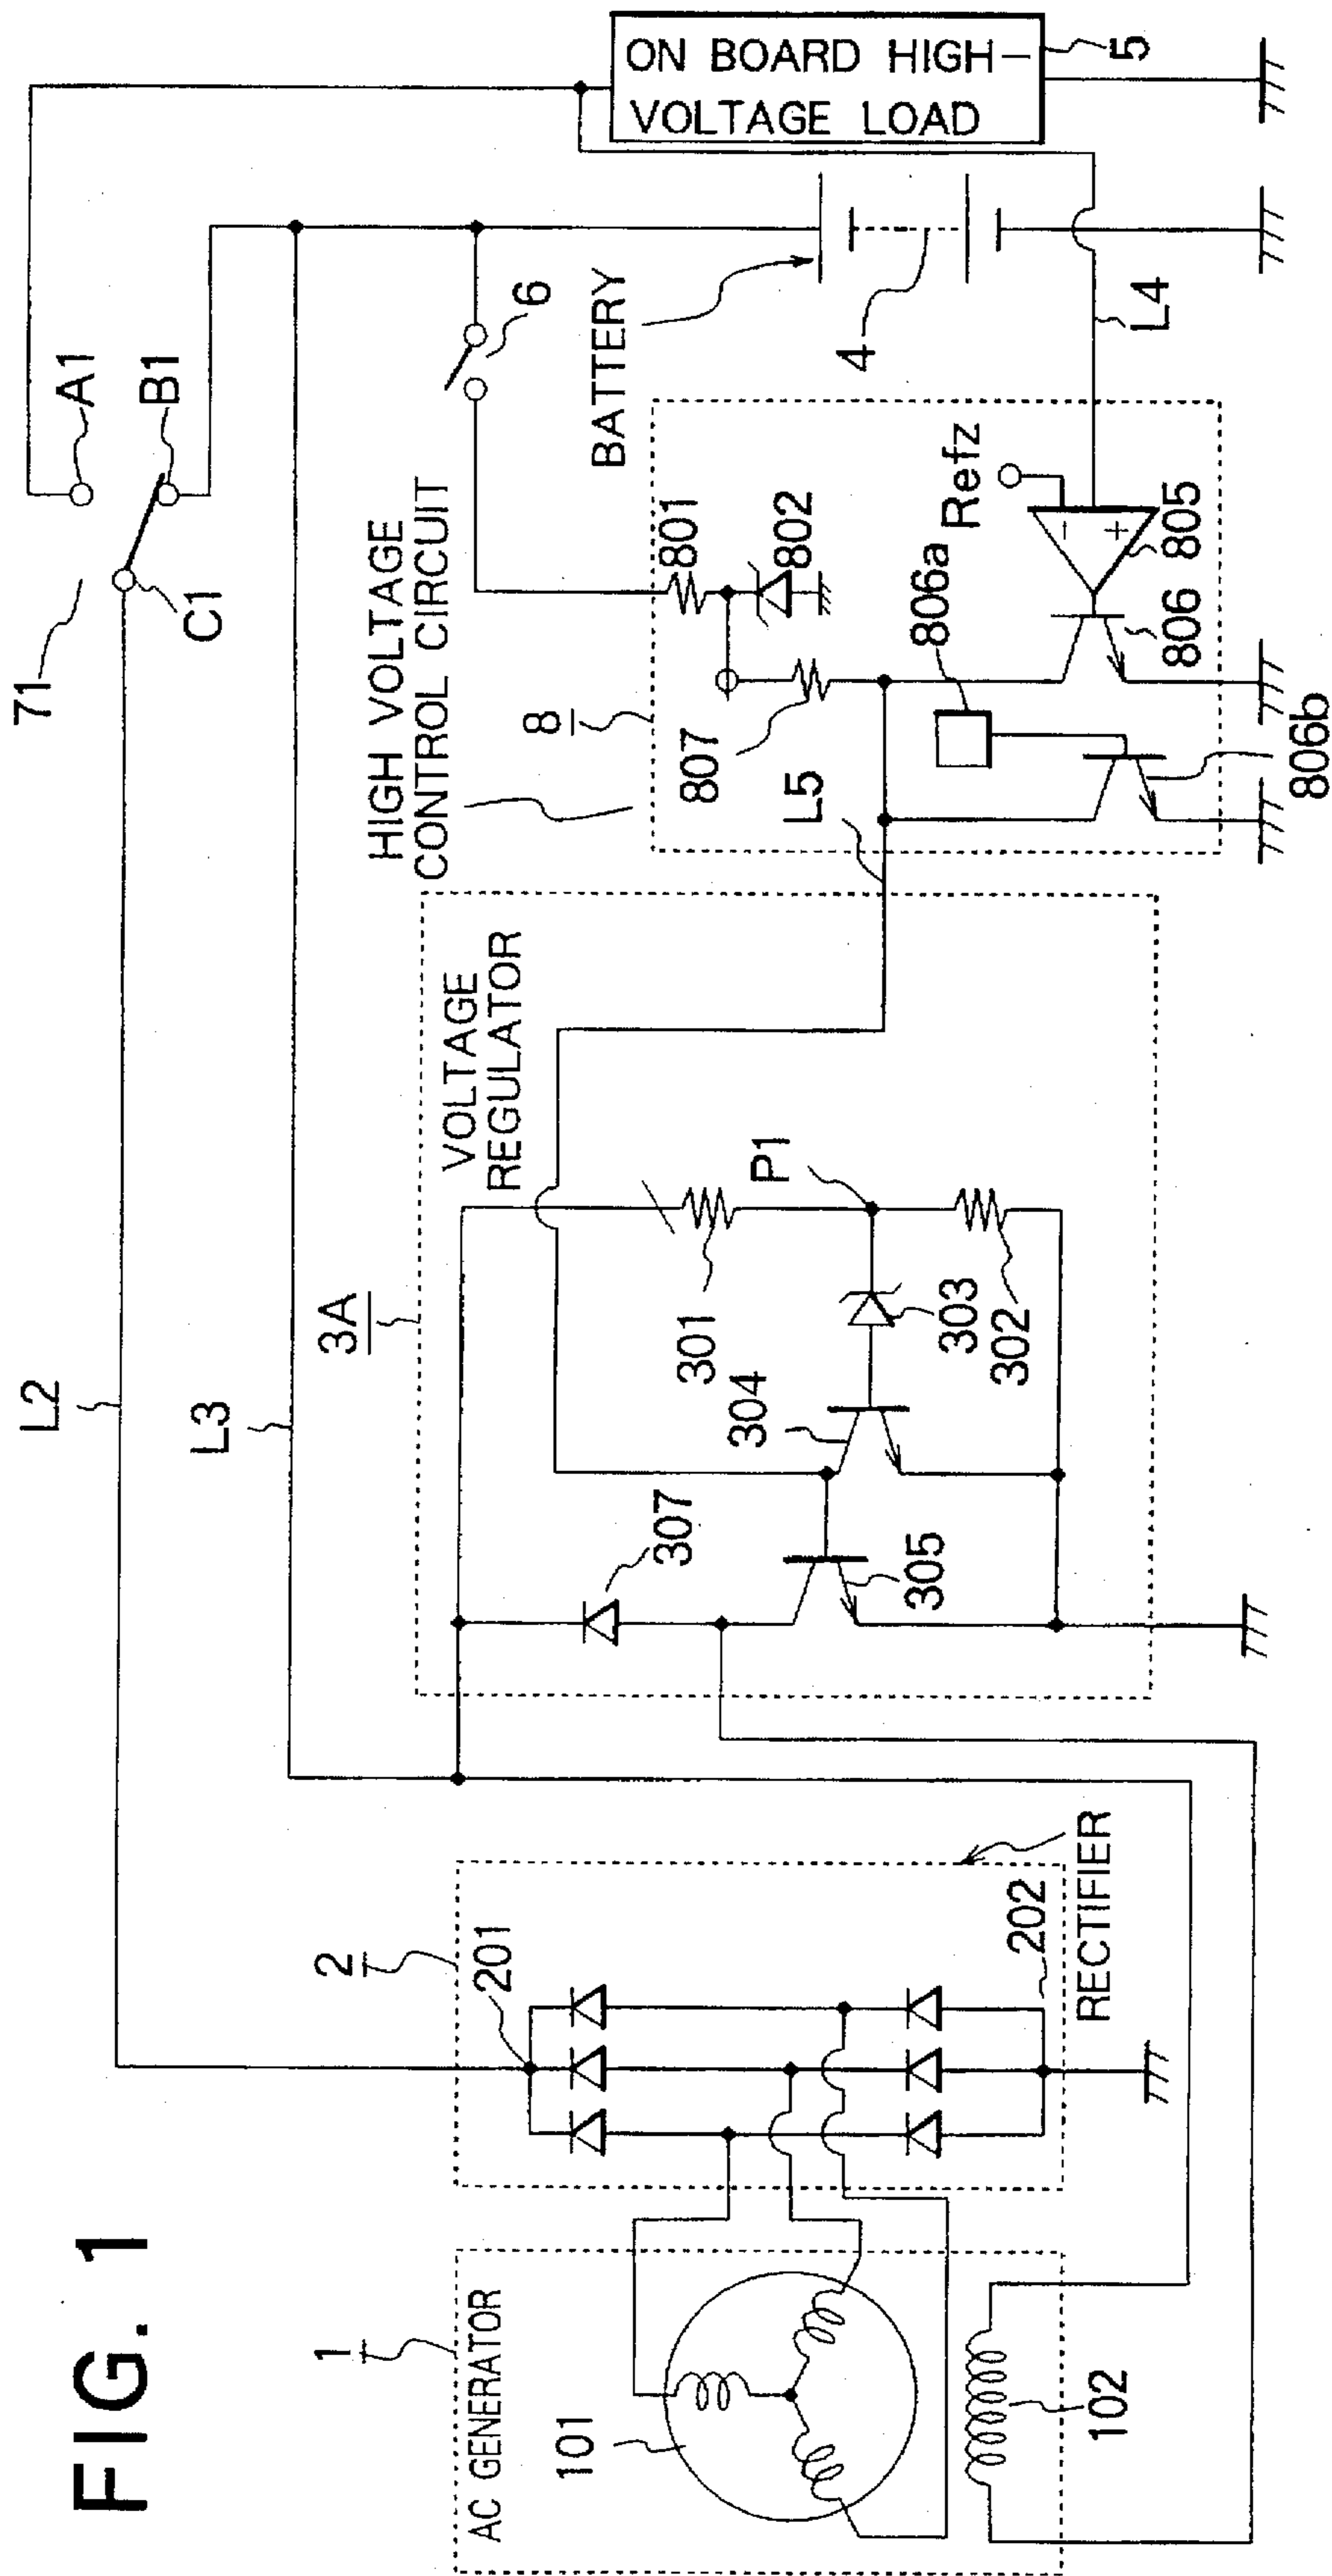 FIG. 1
71
A1
B1
C1
L2
L3
ON BOARD HIGH-
VOLTAGE LOAD
5
6
BATTERY
4
L4
HIGH VOLTAGE
CONTROL CIRCUIT
8
801
802
807
L5
Refz
806a
805
806
806b
3A
VOLTAGE
REGULATOR
P1
301
302
303
304
305
307
2
201
202
RECTIFIER
1
AC GENERATOR
101
102